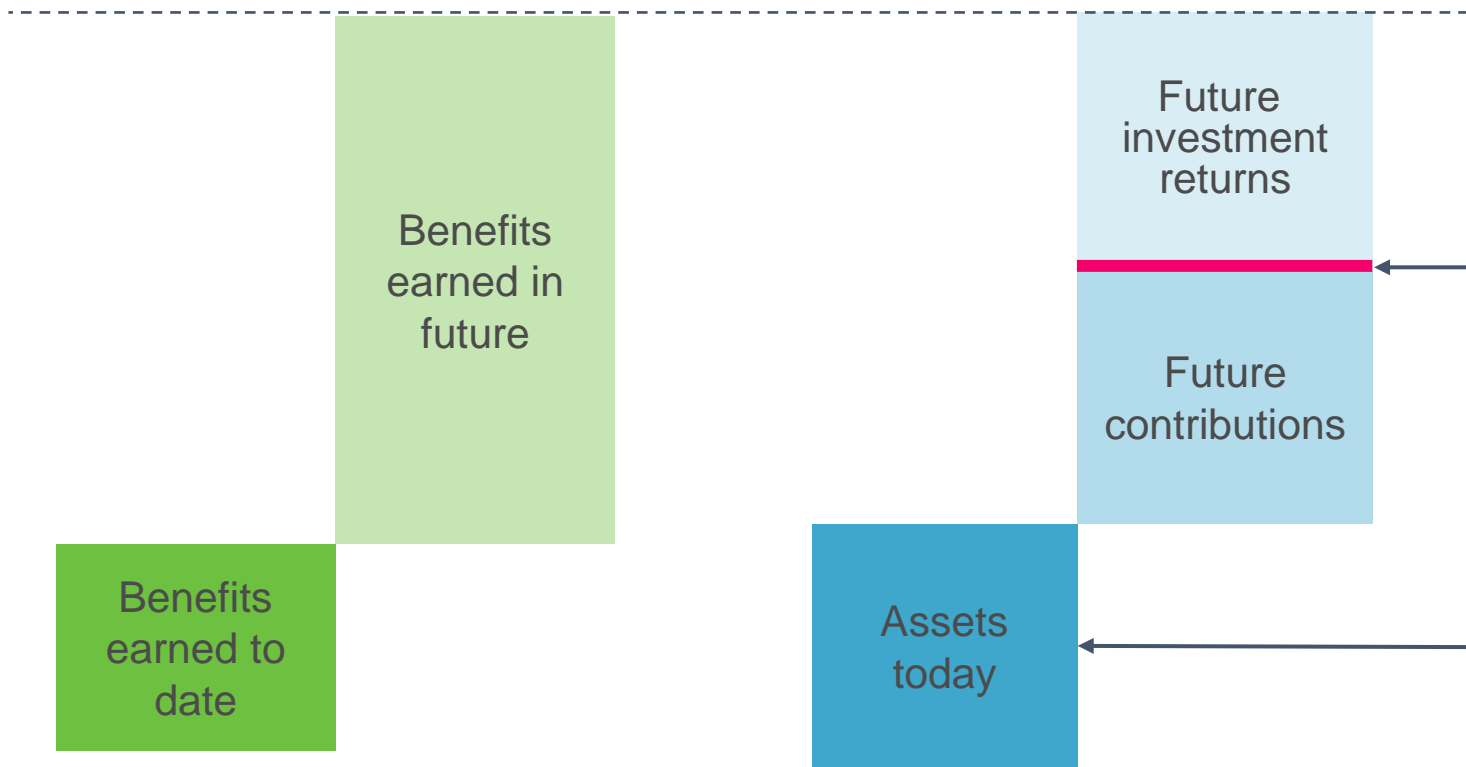 Benefits
earned in
future
Benefits
earned to
date
Future
investment
returns
Future
contributions
Assets
today